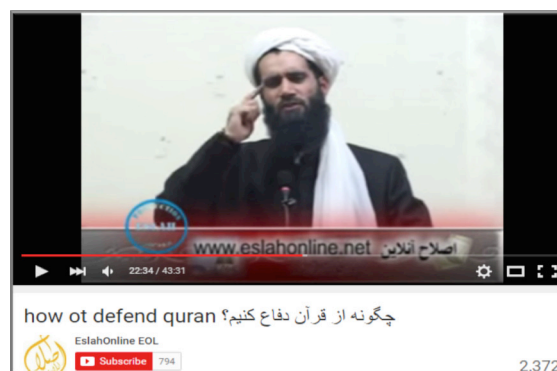 www.eslahonline.net اصلاح آنلاین
22:34 / 43:31
how ot defend quran چگونه از قرآن دفاع کنیم؟
EslahOnline EOL
Subscribe 794
2,372